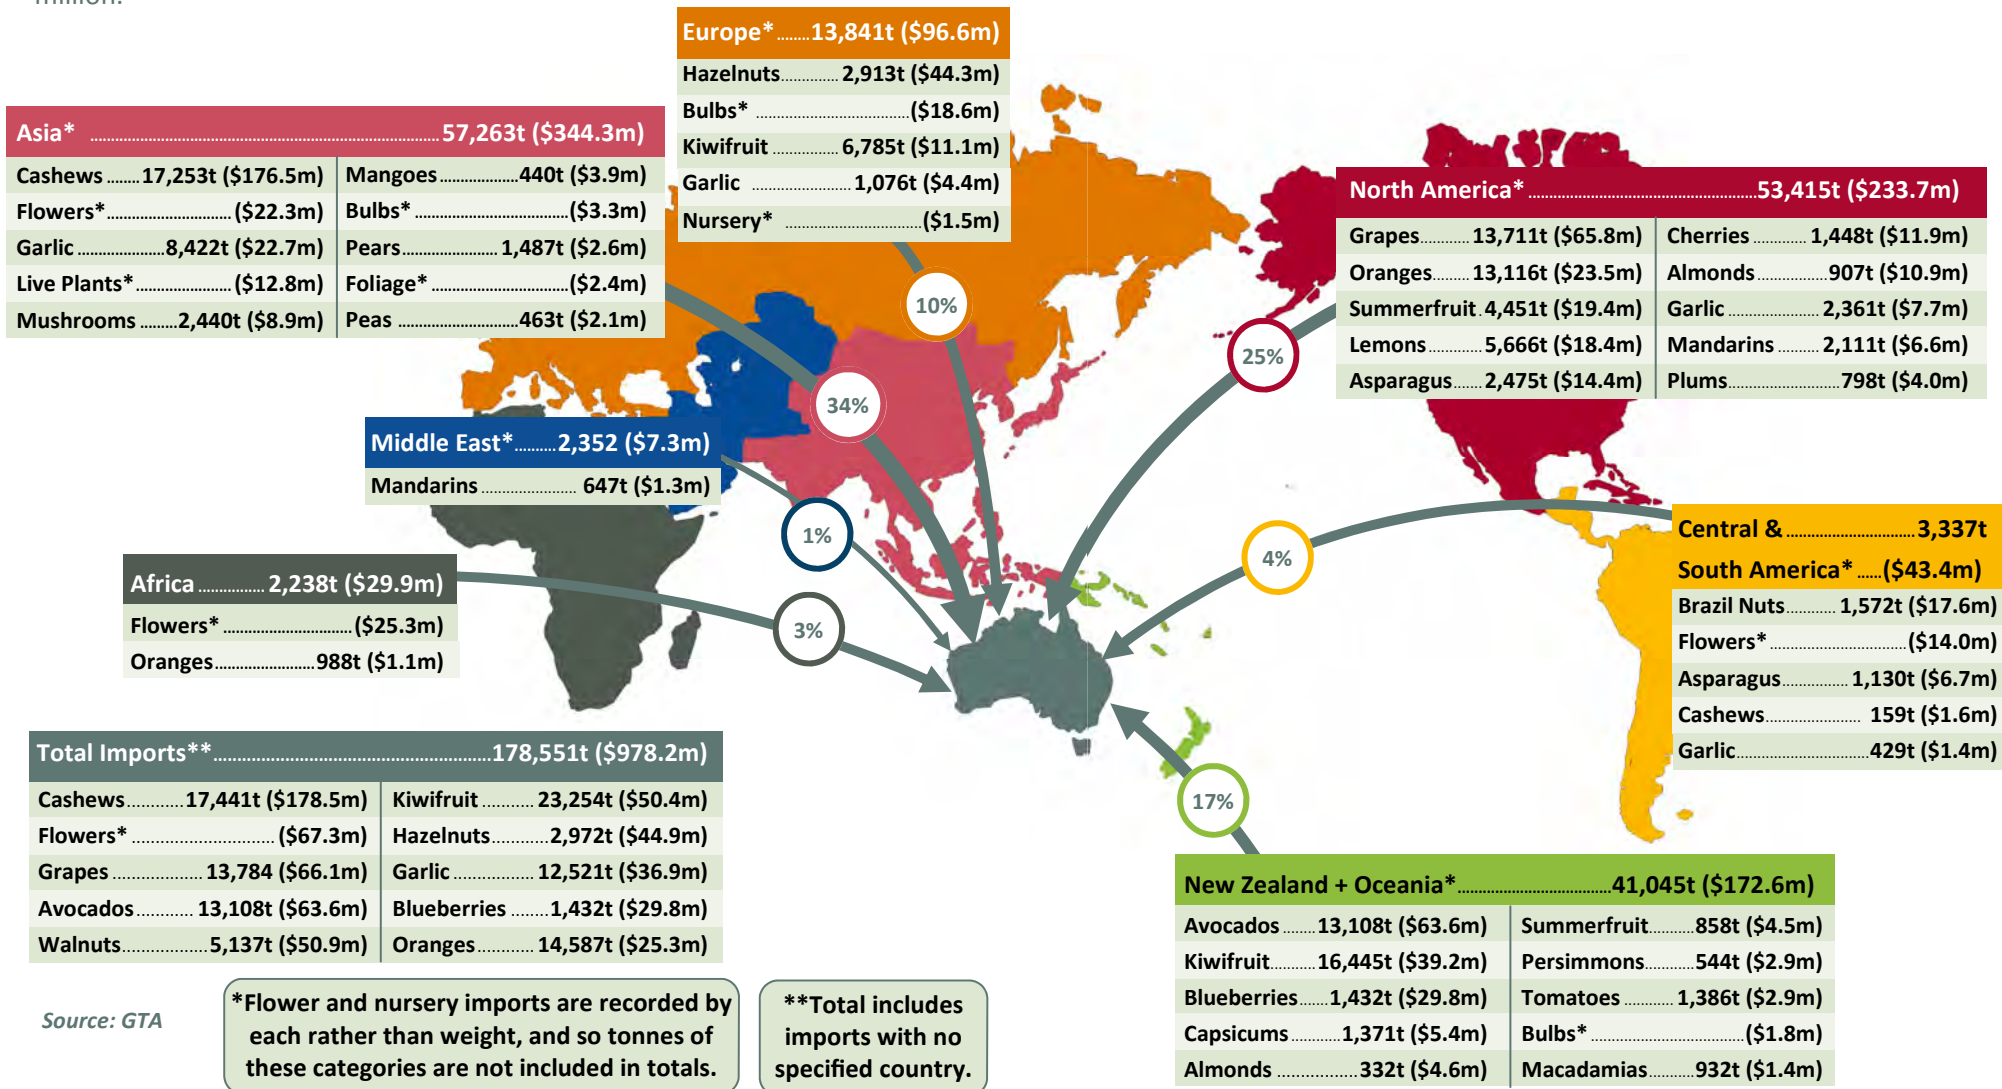 million.
Europe* 13,841t ($96.6m)
Hazelnuts 2,913t ($44.3m)
Bulbs* ($18.6m)
Kiwifruit 6,785t ($11.1m)
Garlic 1,076t ($4.4m)
Nursery* ($1.5m)
Asia* 57,263t ($344.3m)
Cashews 17,253t ($176.5m)
Flowers* ($22.3m)
Garlic 8,422t ($22.7m)
Live Plants* ($12.8m)
Mushrooms 2,440t ($8.9m)
Mangoes 440t ($3.9m)
Bulbs* ($3.3m)
Pears 1,487t ($2.6m)
Foliage* ($2.4m)
Peas 463t ($2.1m)
North America* 53,415t ($233.7m)
Grapes 13,711t ($65.8m)
Oranges 13,116t ($23.5m)
Summerfruit 4,451t ($19.4m)
Lemons 5,666t ($18.4m)
Asparagus 2,475t ($14.4m)
Cherries 1,448t ($11.9m)
Almonds 907t ($10.9m)
Garlic 2,361t ($7.7m)
Mandarins 2,111t ($6.6m)
Plums 798t ($4.0m)
10%
25%
34%
Middle East* 2,352 ($7.3m)
Mandarins 647t ($1.3m)
1%
4%
Central & 3,337t
South America* ($43.4m)
Brazil Nuts 1,572t ($17.6m)
Flowers* ($14.0m)
Asparagus 1,130t ($6.7m)
Cashews 159t ($1.6m)
Garlic 429t ($1.4m)
Africa 2,238t ($29.9m)
Flowers* ($25.3m)
Oranges 988t ($1.1m)
3%
17%
Total Imports** 178,551t ($978.2m)
Cashews 17,441t ($178.5m)
Flowers* ($67.3m)
Grapes 13,784 ($66.1m)
Avocados 13,108t ($63.6m)
Walnuts 5,137t ($50.9m)
Kiwifruit 23,254t ($50.4m)
Hazelnuts 2,972t ($44.9m)
Garlic 12,521t ($36.9m)
Blueberries 1,432t ($29.8m)
Oranges 14,587t ($25.3m)
New Zealand + Oceania* 41,045t ($172.6m)
Avocados 13,108t ($63.6m)
Kiwifruit 16,445t ($39.2m)
Blueberries 1,432t ($29.8m)
Capsicums 1,371t ($5.4m)
Almonds 332t ($4.6m)
Summerfruit 858t ($4.5m)
Persimmons 544t ($2.9m)
Tomatoes 1,386t ($2.9m)
Bulbs* ($1.8m)
Macadamias 932t ($1.4m)
Source: GTA
*Flower and nursery imports are recorded by
each rather than weight, and so tonnes of
these categories are not included in totals.
**Total includes
imports with no
specified country.